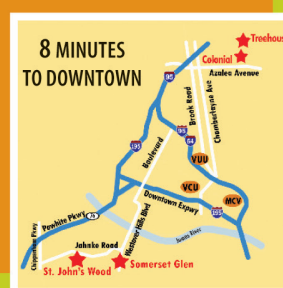 8 MINUTES
TO DOWNTOWN
Treehouse
Colonial
Azalea Avenue
95
Brook Road
Chamberlayne Ave
195
Boulevard
95
64
VUU
VCU
MCV
Powhite Pkwy
76
Downtown Expwy
195
Chippenham Pkwy
Jahnke Road
Westover Hills Blvd
James River
St. John's Wood
Somerset Glen